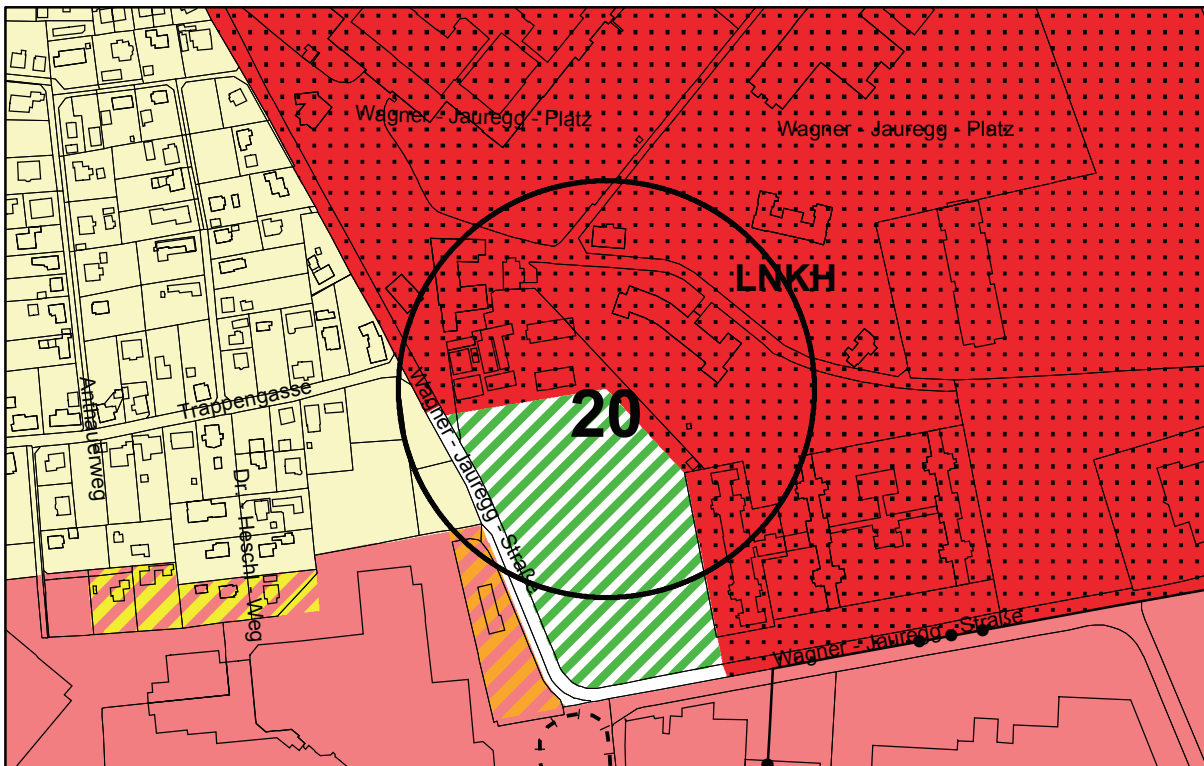 Wagner - Jauregg - Platz
Wagner - Jauregg - Platz
LNKH
Anthauerweg
Trappengasse
Wagner - Jauregg - Straße
20
Dr. - Hesch - Weg
Wagner - Jauregg - Straße